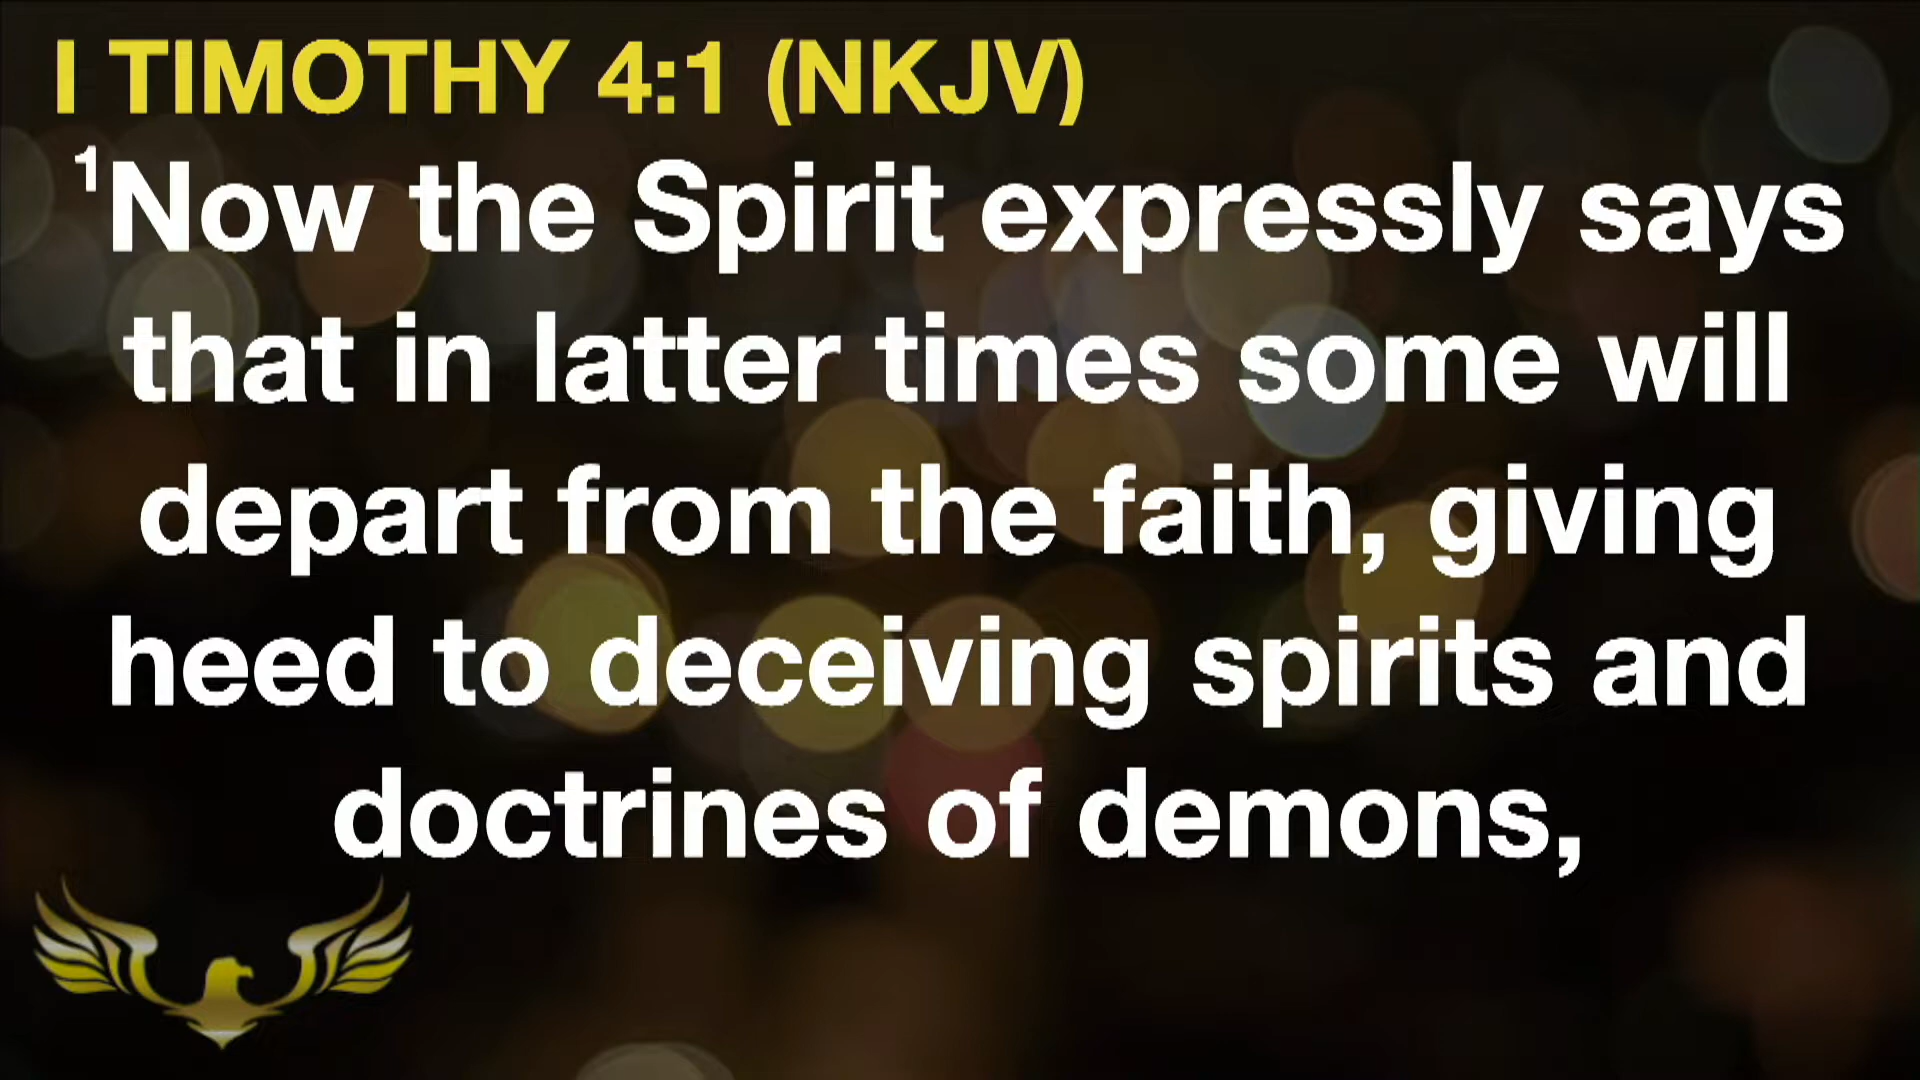 I TIMOTHY 4:1 (NKJV)
¹Now the Spirit expressly says
that in latter times some will
depart from the faith, giving
heed to deceiving spirits and
doctrines of demons,